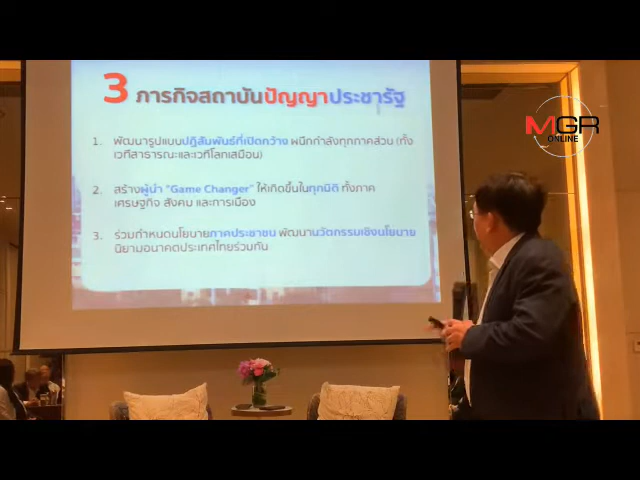 3 ภารกิจสถาบันปัญญาประชารัฐ
MGR
ONLINE
1. พัฒนารูปแบบปฏิสัมพันธ์ที่เปิดกว้าง ผนึกกำลังทุกภาคส่วน (ทั้ง
เวทีสาธารณะและเวทีโลกเสมือน)
2. สร้างผู้นำ "Game Changer" ให้เกิดขึ้นในทุกมิติ ทั้งภาค
เศรษฐกิจ สังคม และการเมือง
3. ร่วมกำหนดนโยบายภาคประชาชน พัฒนานวัตกรรมเชิงนโยบาย
นิยามอนาคตประเทศไทยร่วมกัน